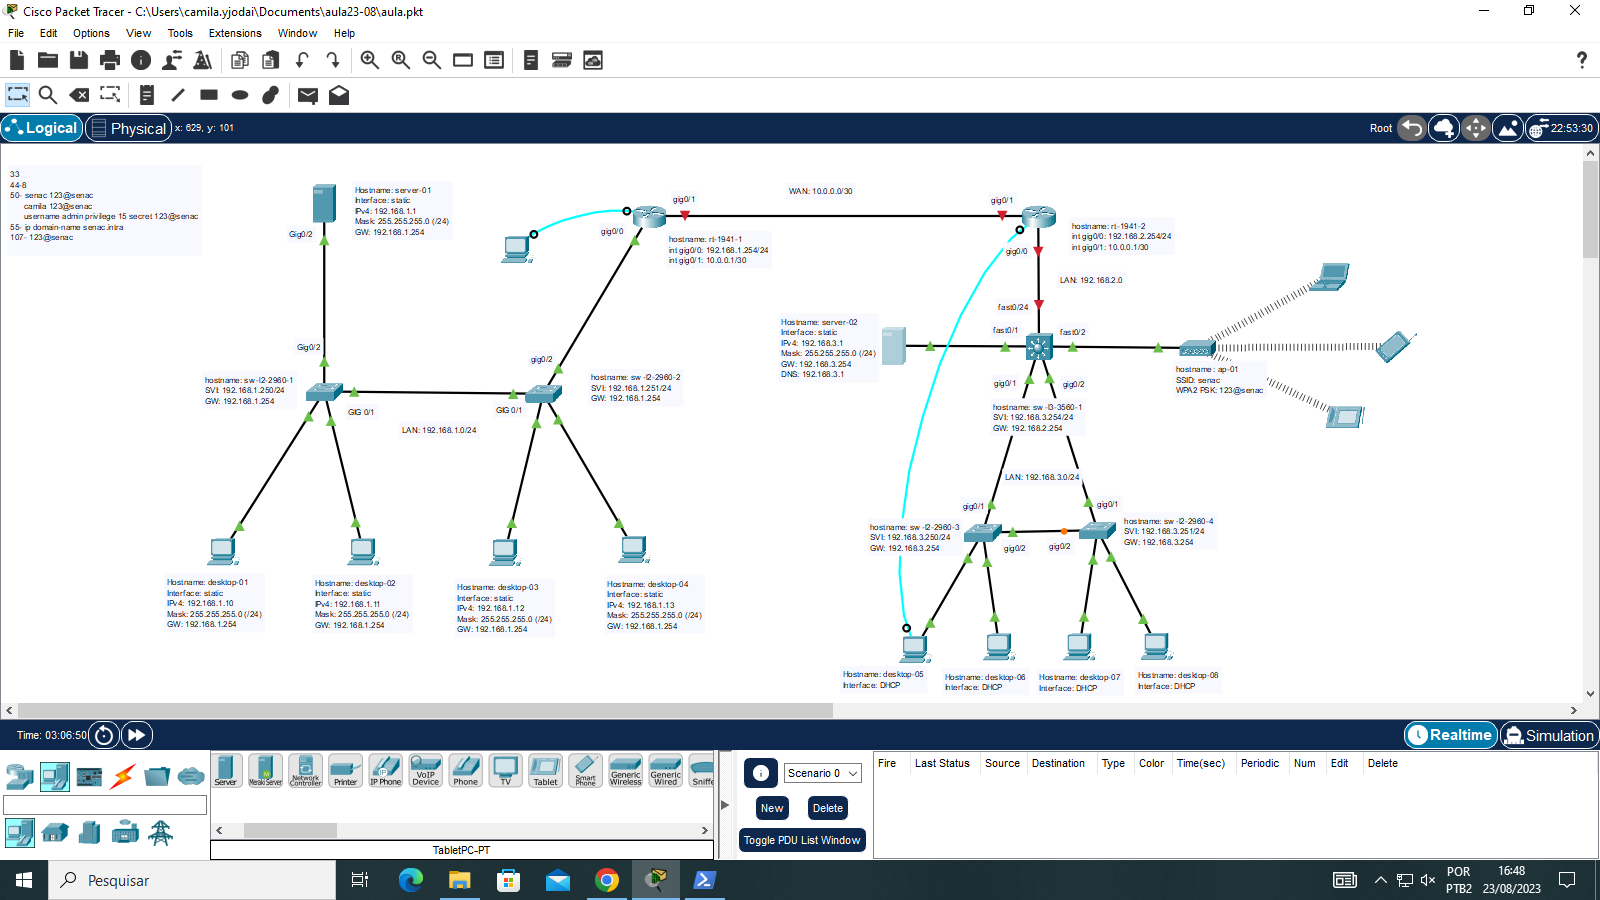 Cisco Packet Tracer - C:\Users\camila.yjodai\Documents\aula23-08\aula.pkt
File Edit Options View Tools Extensions Window Help
Logical Physical x: 629, y: 101 Root 22:53:30
33
44-8
50- senac 123@senac
camila 123@senac
username admin privilege 15 secret 123@senac
55- ip domain-name senac.intra
107- 123@senac
Hostname: server-01
Interface: static
IPv4: 192.168.1.1
Mask: 255.255.255.0 (/24)
GW: 192.168.1.254
Gig0/2
Gig0/2
gig0/1
gig0/0
hostname: rt-1941-1
int gig0/0: 192.168.1.254/24
int gig0/1: 10.0.0.1/30
WAN: 10.0.0.0/30
gig0/1
gig0/0
hostname: rt-1941-2
int gig0/0: 192.168.2.254/24
int gig0/1: 10.0.0.1/30
LAN: 192.168.2.0
fast0/24
fast0/1
fast0/2
Hostname: server-02
Interface: static
IPv4: 192.168.3.1
Mask: 255.255.255.0 (/24)
GW: 192.168.3.254
DNS: 192.168.3.1
hostname: ap-01
SSID: senac
WPA2 PSK: 123@senac
gig0/1
gig0/2
hostname: sw-l3-3560-1
SVI: 192.168.3.254/24
GW: 192.168.2.254
gig0/2
hostname: sw-l2-2960-1
SVI: 192.168.1.250/24
GW: 192.168.1.254
GIG 0/1
GIG 0/1
LAN: 192.168.1.0/24
hostname: sw-l2-2960-2
SVI: 192.168.1.251/24
GW: 192.168.1.254
LAN: 192.168.3.0/24
gig0/1
gig0/1
hostname: sw-l2-2960-3
SVI: 192.168.3.250/24
GW: 192.168.3.254
gig0/2
gig0/2
hostname: sw-l2-2960-4
SVI: 192.168.3.251/24
GW: 192.168.3.254
Hostname: desktop-01
Interface: static
IPv4: 192.168.1.10
Mask: 255.255.255.0 (/24)
GW: 192.168.1.254
Hostname: desktop-02
Interface: static
IPv4: 192.168.1.11
Mask: 255.255.255.0 (/24)
GW: 192.168.1.254
Hostname: desktop-03
Interface: static
IPv4: 192.168.1.12
Mask: 255.255.255.0 (/24)
GW: 192.168.1.254
Hostname: desktop-04
Interface: static
IPv4: 192.168.1.13
Mask: 255.255.255.0 (/24)
GW: 192.168.1.254
Hostname: desktop-05
Interface: DHCP
Hostname: desktop-06
Interface: DHCP
Hostname: desktop-07
Interface: DHCP
Hostname: desktop-08
Interface: DHCP
Time: 03:06:50 Realtime Simulation
Server
Meraki Server
Network Controller
Printer
IP Phone
VoIP Device
Phone
TV
Tablet
Smart Phone
Generic Wireless
Generic Wired
Sniffe
TabletPC-PT
Scenario 0
New Delete
Toggle PDU List Window
Fire Last Status Source Destination Type Color Time(sec) Periodic Num Edit Delete
Pesquisar
POR
PTB2
16:48
23/08/2023